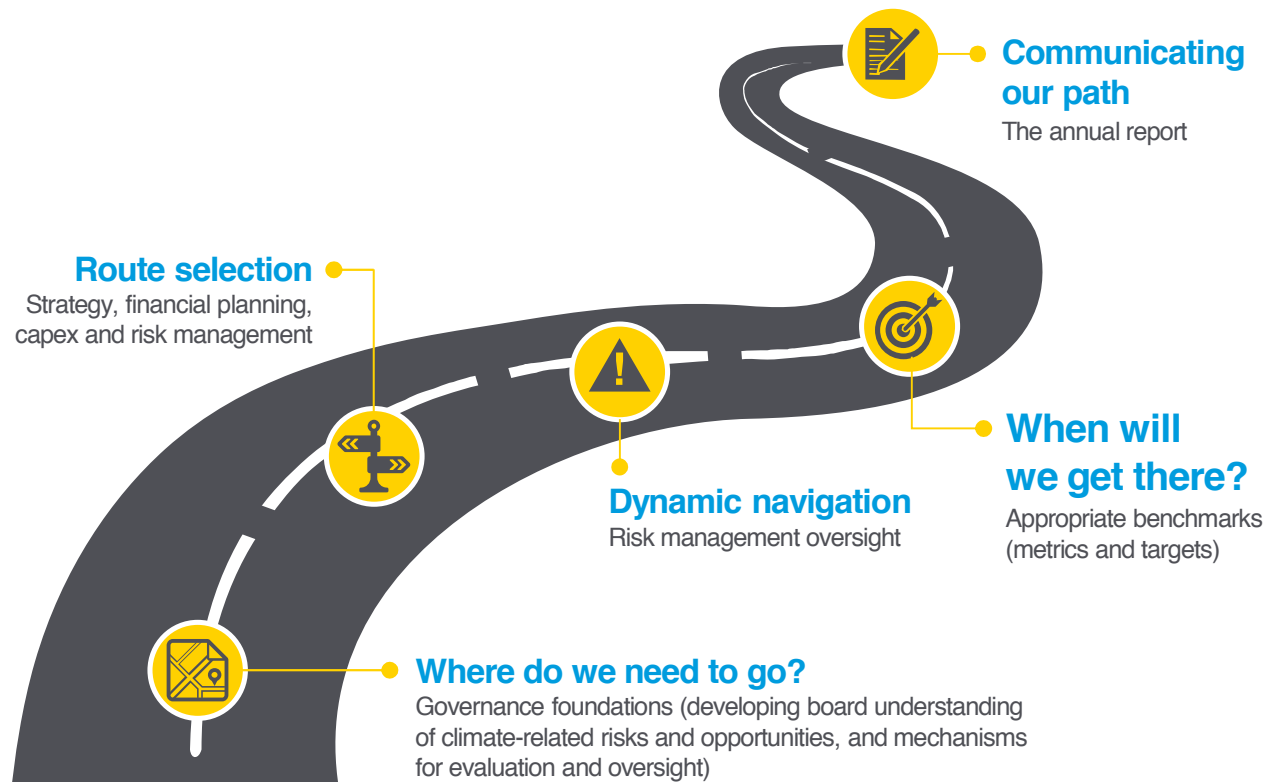 Communicating
our path
The annual report
Route selection
Strategy, financial planning,
capex and risk management
When will
we get there?
Appropriate benchmarks
(metrics and targets)
Dynamic navigation
Risk management oversight
Where do we need to go?
Governance foundations (developing board understanding
of climate-related risks and opportunities, and mechanisms
for evaluation and oversight)